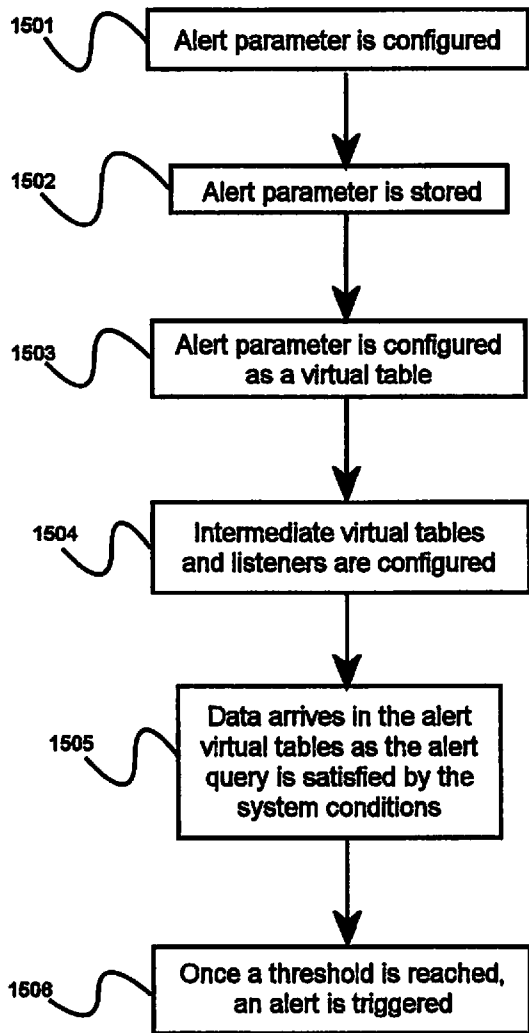 1501
Alert parameter is configured
1502
Alert parameter is stored
1503
Alert parameter is configured
as a virtual table
1504
Intermediate virtual tables
and listeners are configured
1505
Data arrives in the alert
virtual tables as the alert
query is satisfied by the
system conditions
1506
Once a threshold is reached,
an alert is triggered